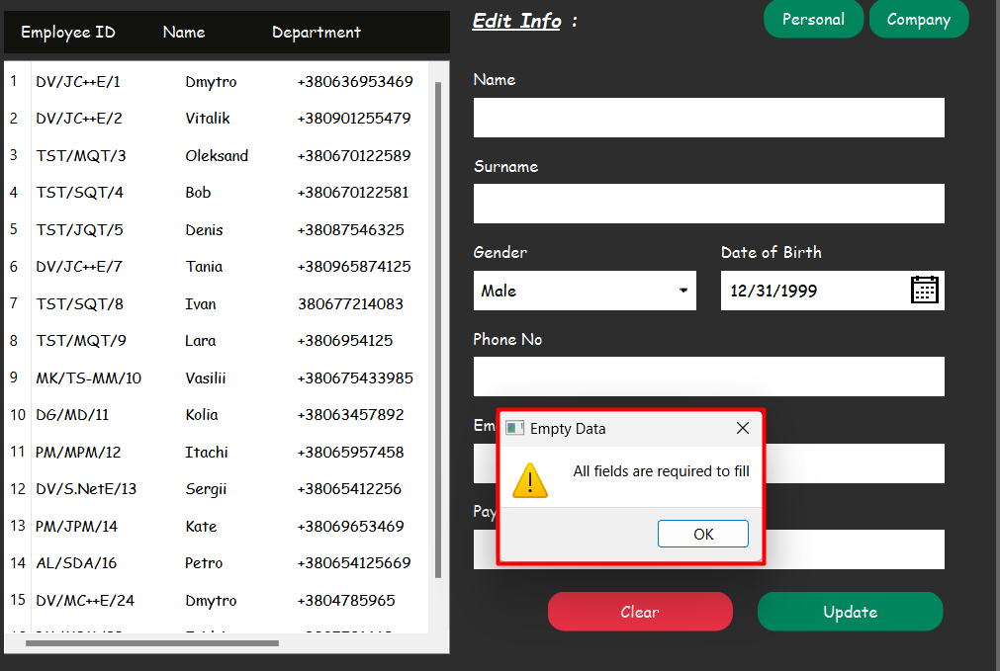 Employee ID Name Department
1 DV/JC++E/1 Dmytro +380636953469
2 DV/JC++E/2 Vitalik +380901255479
3 TST/MQT/3 Oleksand +380670122589
4 TST/SQT/4 Bob +380670122581
5 TST/JQT/5 Denis +38087546325
6 DV/JC++E/7 Tania +380965874125
7 TST/SQT/8 Ivan 380677214083
8 TST/MQT/9 Lara +3806954125
9 MK/TS-MM/10 Vasilii +380675433985
10 DG/MD/11 Kolia +38063457892
11 PM/MPM/12 Itachi +38065957458
12 DV/S.NetE/13 Sergii +38065412256
13 PM/JPM/14 Kate +38069653469
14 AL/SDA/16 Petro +380654125669
15 DV/MC++E/24 Dmytro +3804785965
Edit Info :
Personal Company
Name
Surname
Gender Date of Birth
Male 12/31/1999
Phone No
Em
Pay
Empty Data
All fields are required to fill
OK
Clear Update